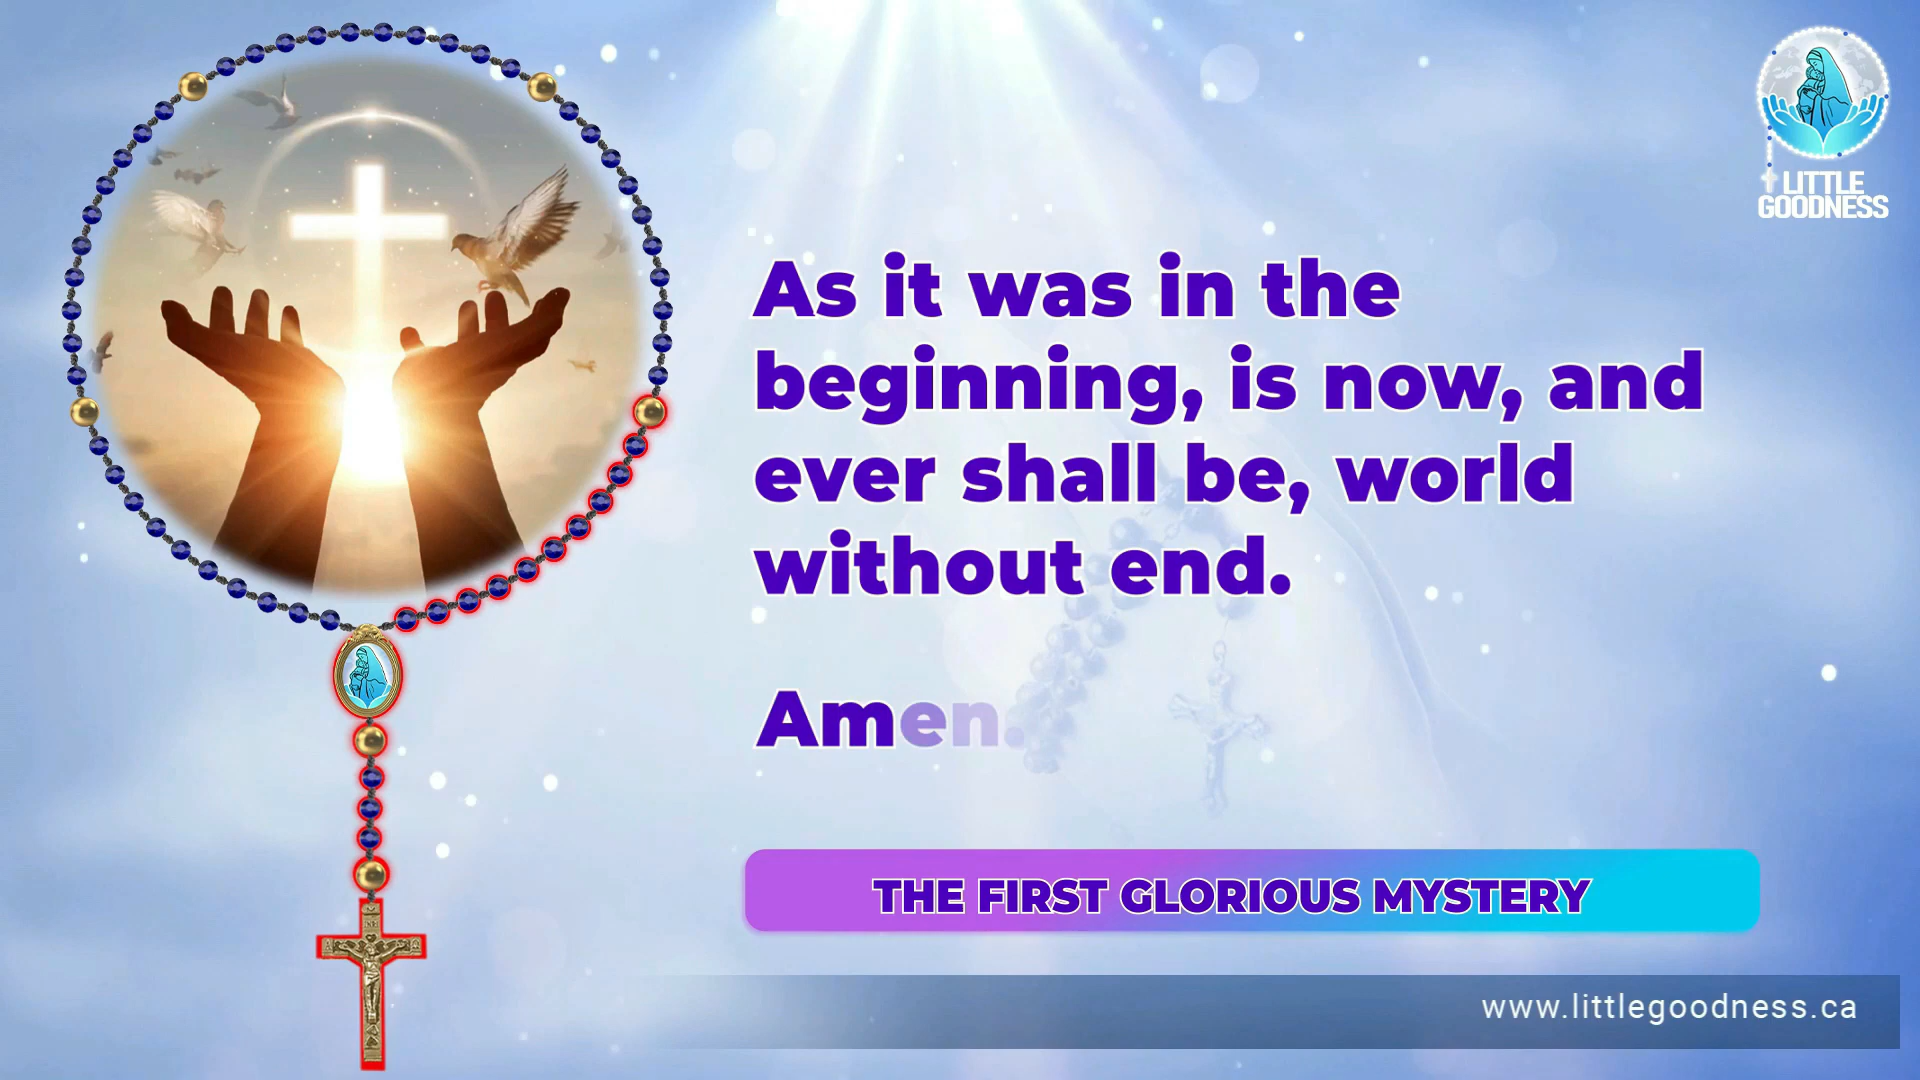 LITTLE
GOODNESS
As it was in the
beginning, is now, and
ever shall be, world
without end.
Amen.
THE FIRST GLORIOUS MYSTERY
www.littlegoodness.ca